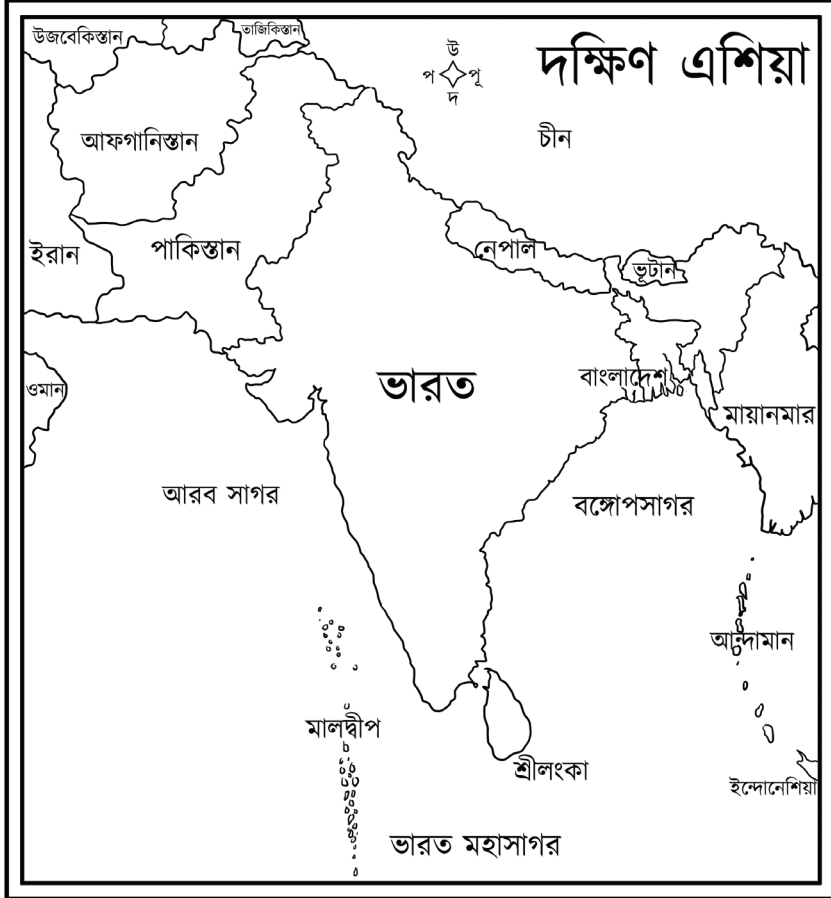 দক্ষিণ এশিয়া
উজবেকিস্তান
তাজিকিস্তান
উ
প
পূ
দ
চীন
আফগানিস্তান
ইরান
পাকিস্তান
নেপাল
ভূটান
ওমান
ভারত
বাংলাদেশ
মায়ানমার
আরব সাগর
বঙ্গোপসাগর
আন্দামান
মালদ্বীপ
শ্রীলংকা
ইন্দোনেশিয়া
ভারত মহাসাগর